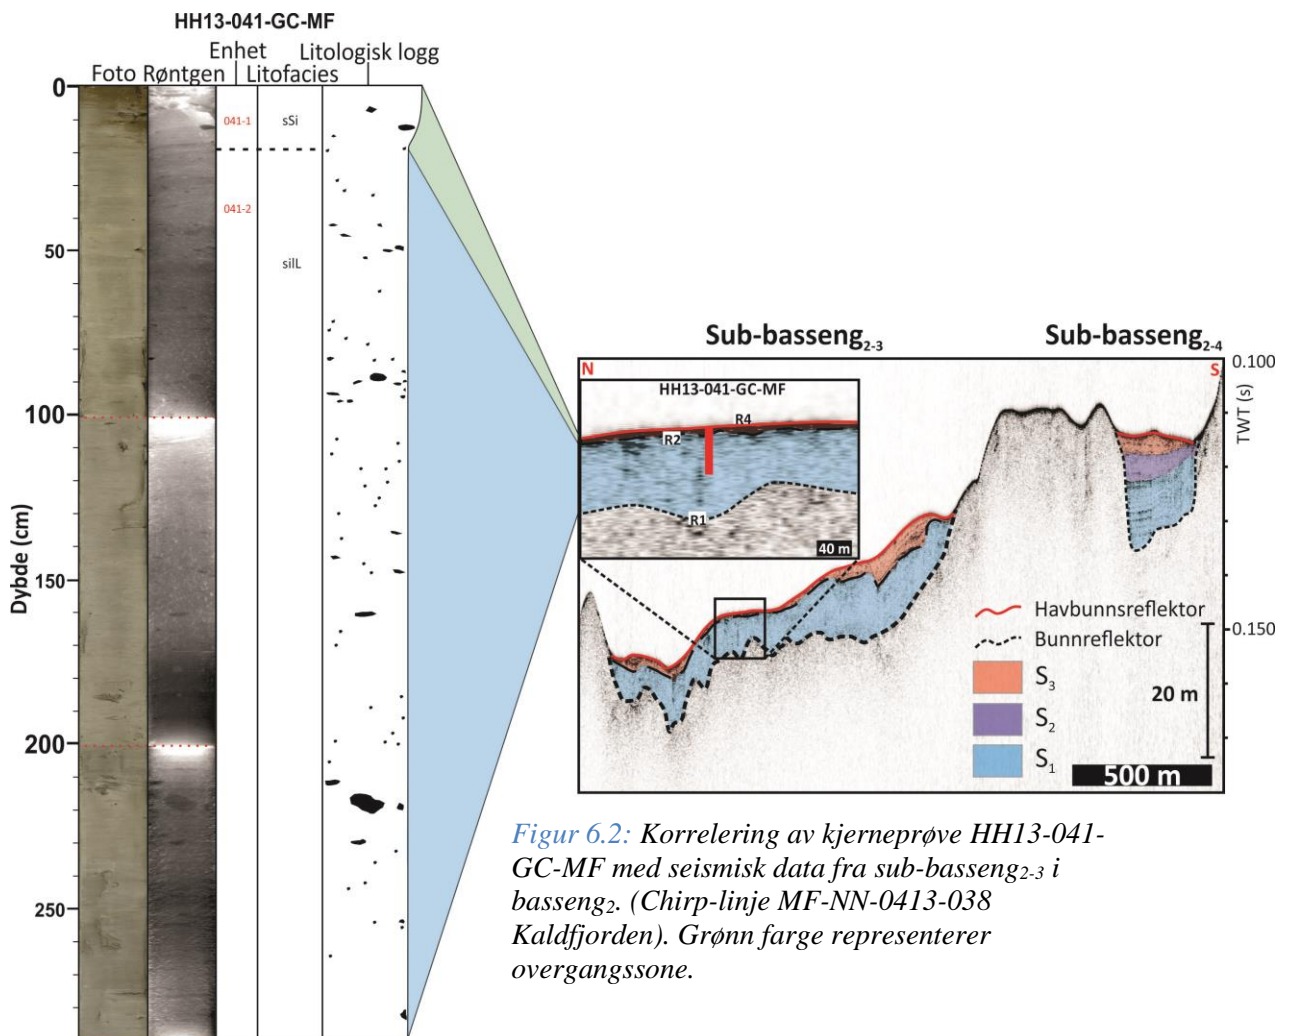 HH13-041-GC-MF
Enhet Litologisk logg
Foto Røntgen Litofacies
0
041-1 sSi
041-2
50
silL
100
Dybde (cm)
150
200
250
Sub-basseng2-3 Sub-basseng2-4
N S 0.100
HH13-041-GC-MF
TWT (s)
R4
R2
R1
40 m
Havbunnsreflektor
0.150
Bunnreflektor
S3
20 m
S2
S1
500 m
Figur 6.2: Korrelering av kjerneprøve HH13-041-
GC-MF med seismisk data fra sub-basseng2-3 i
basseng2. (Chirp-linje MF-NN-0413-038
Kaldfjorden). Grønn farge representerer
overgangssone.